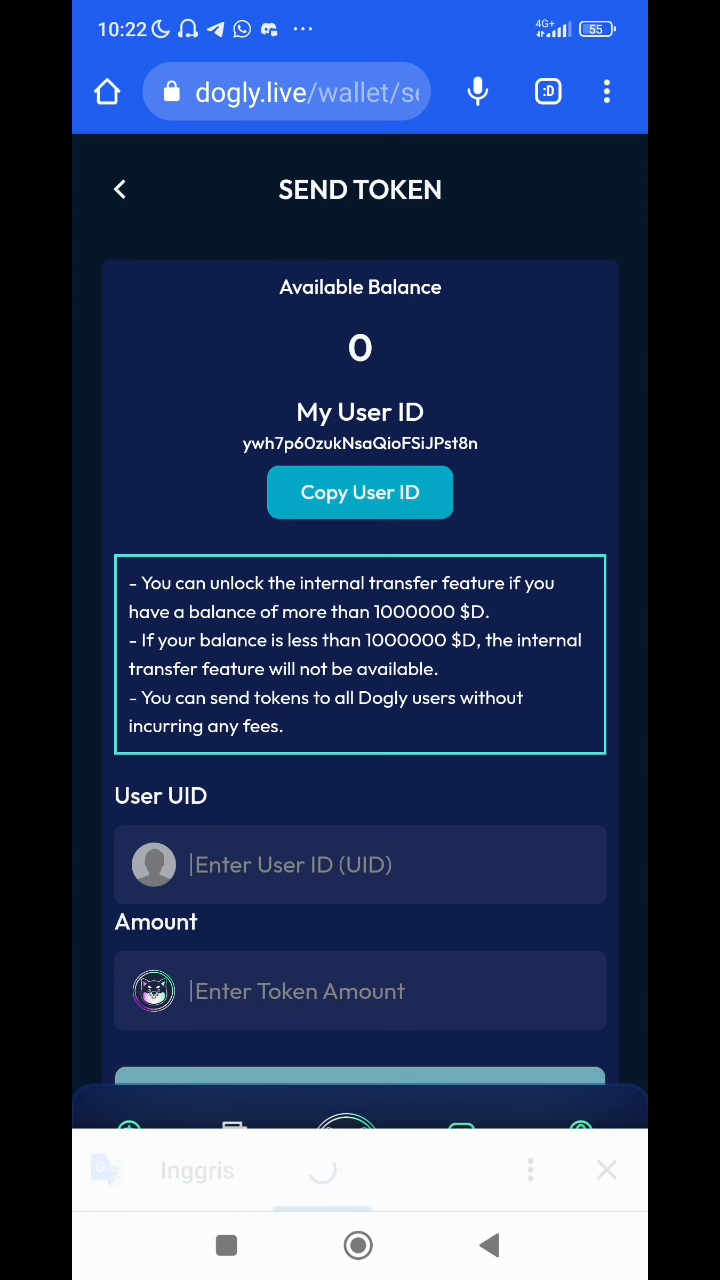 10:22
4G+
55
dogly.live/wallet/s
:D
SEND TOKEN
Available Balance
0
My User ID
ywh7p60zukNsaQioFSiJPst8n
Copy User ID
- You can unlock the internal transfer feature if you
have a balance of more than 1000000 $D.
- If your balance is less than 1000000 $D, the internal
transfer feature will not be available.
- You can send tokens to all Dogly users without
incurring any fees.
User UID
Enter User ID (UID)
Amount
Enter Token Amount
Inggris